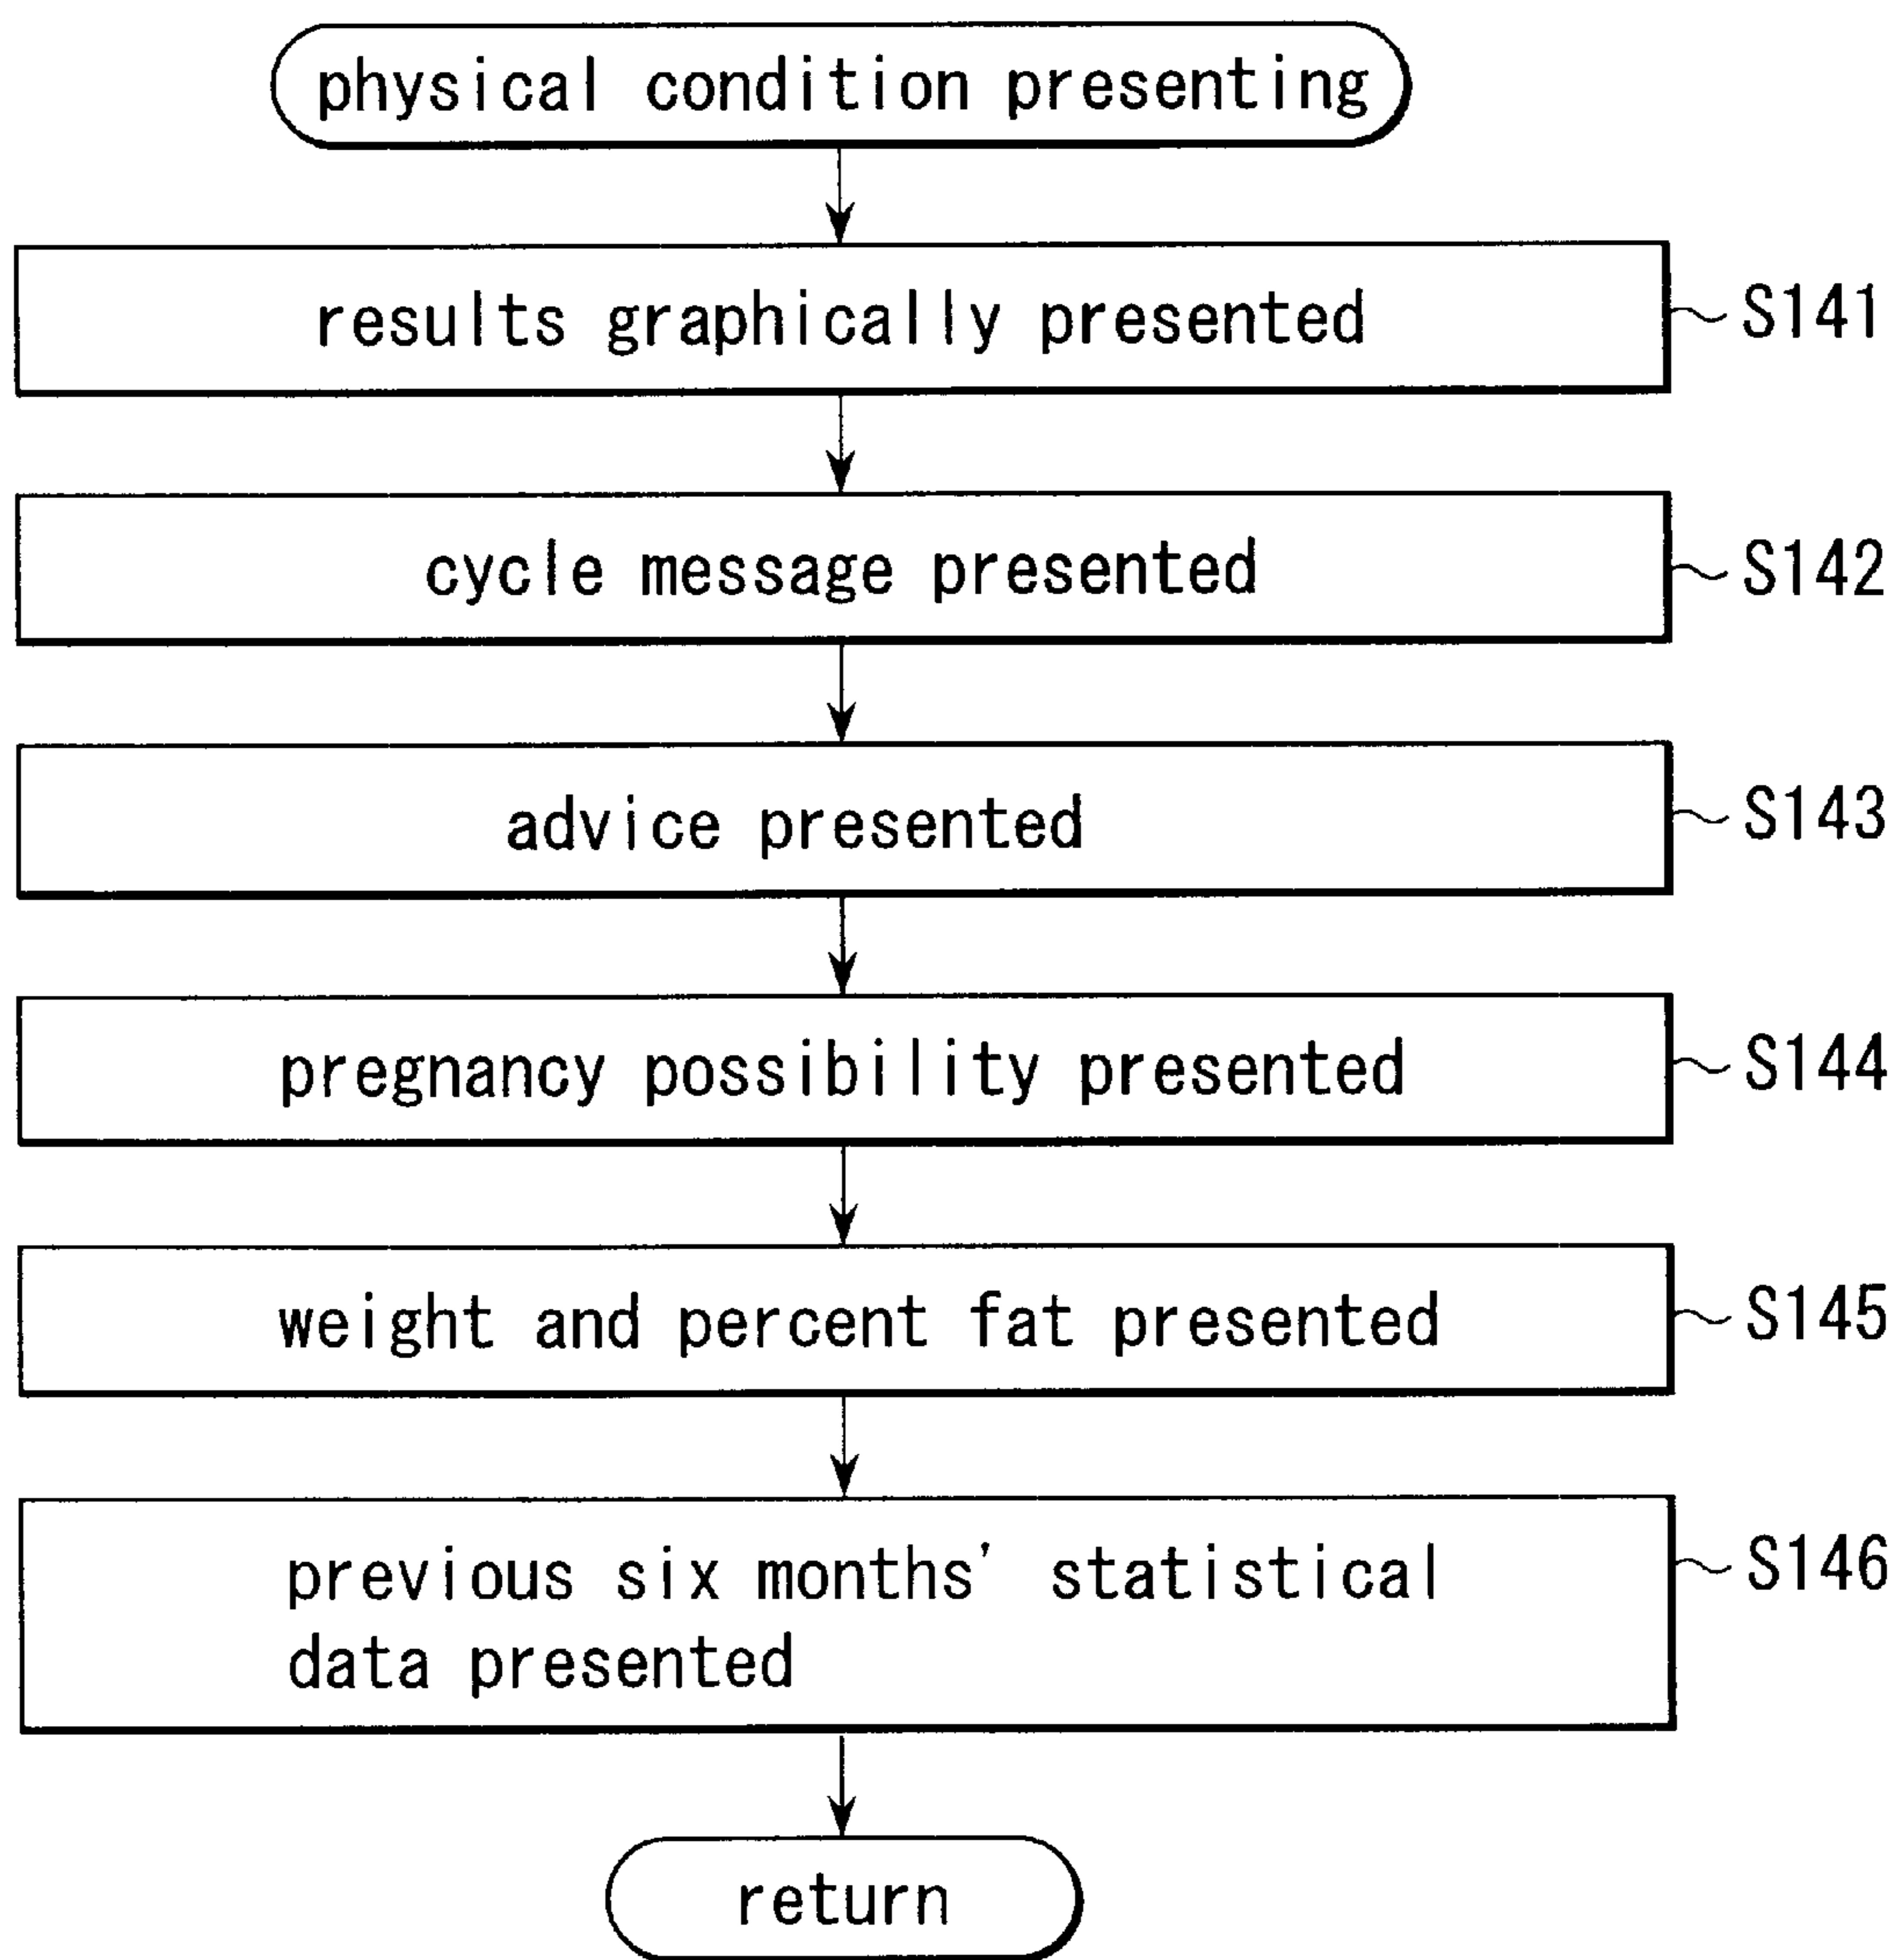 physical condition presenting
results graphically presented
S141
cycle message presented
S142
advice presented
S143
pregnancy possibility presented
S144
weight and percent fat presented
S145
previous six months' statistical
S146
data presented
return